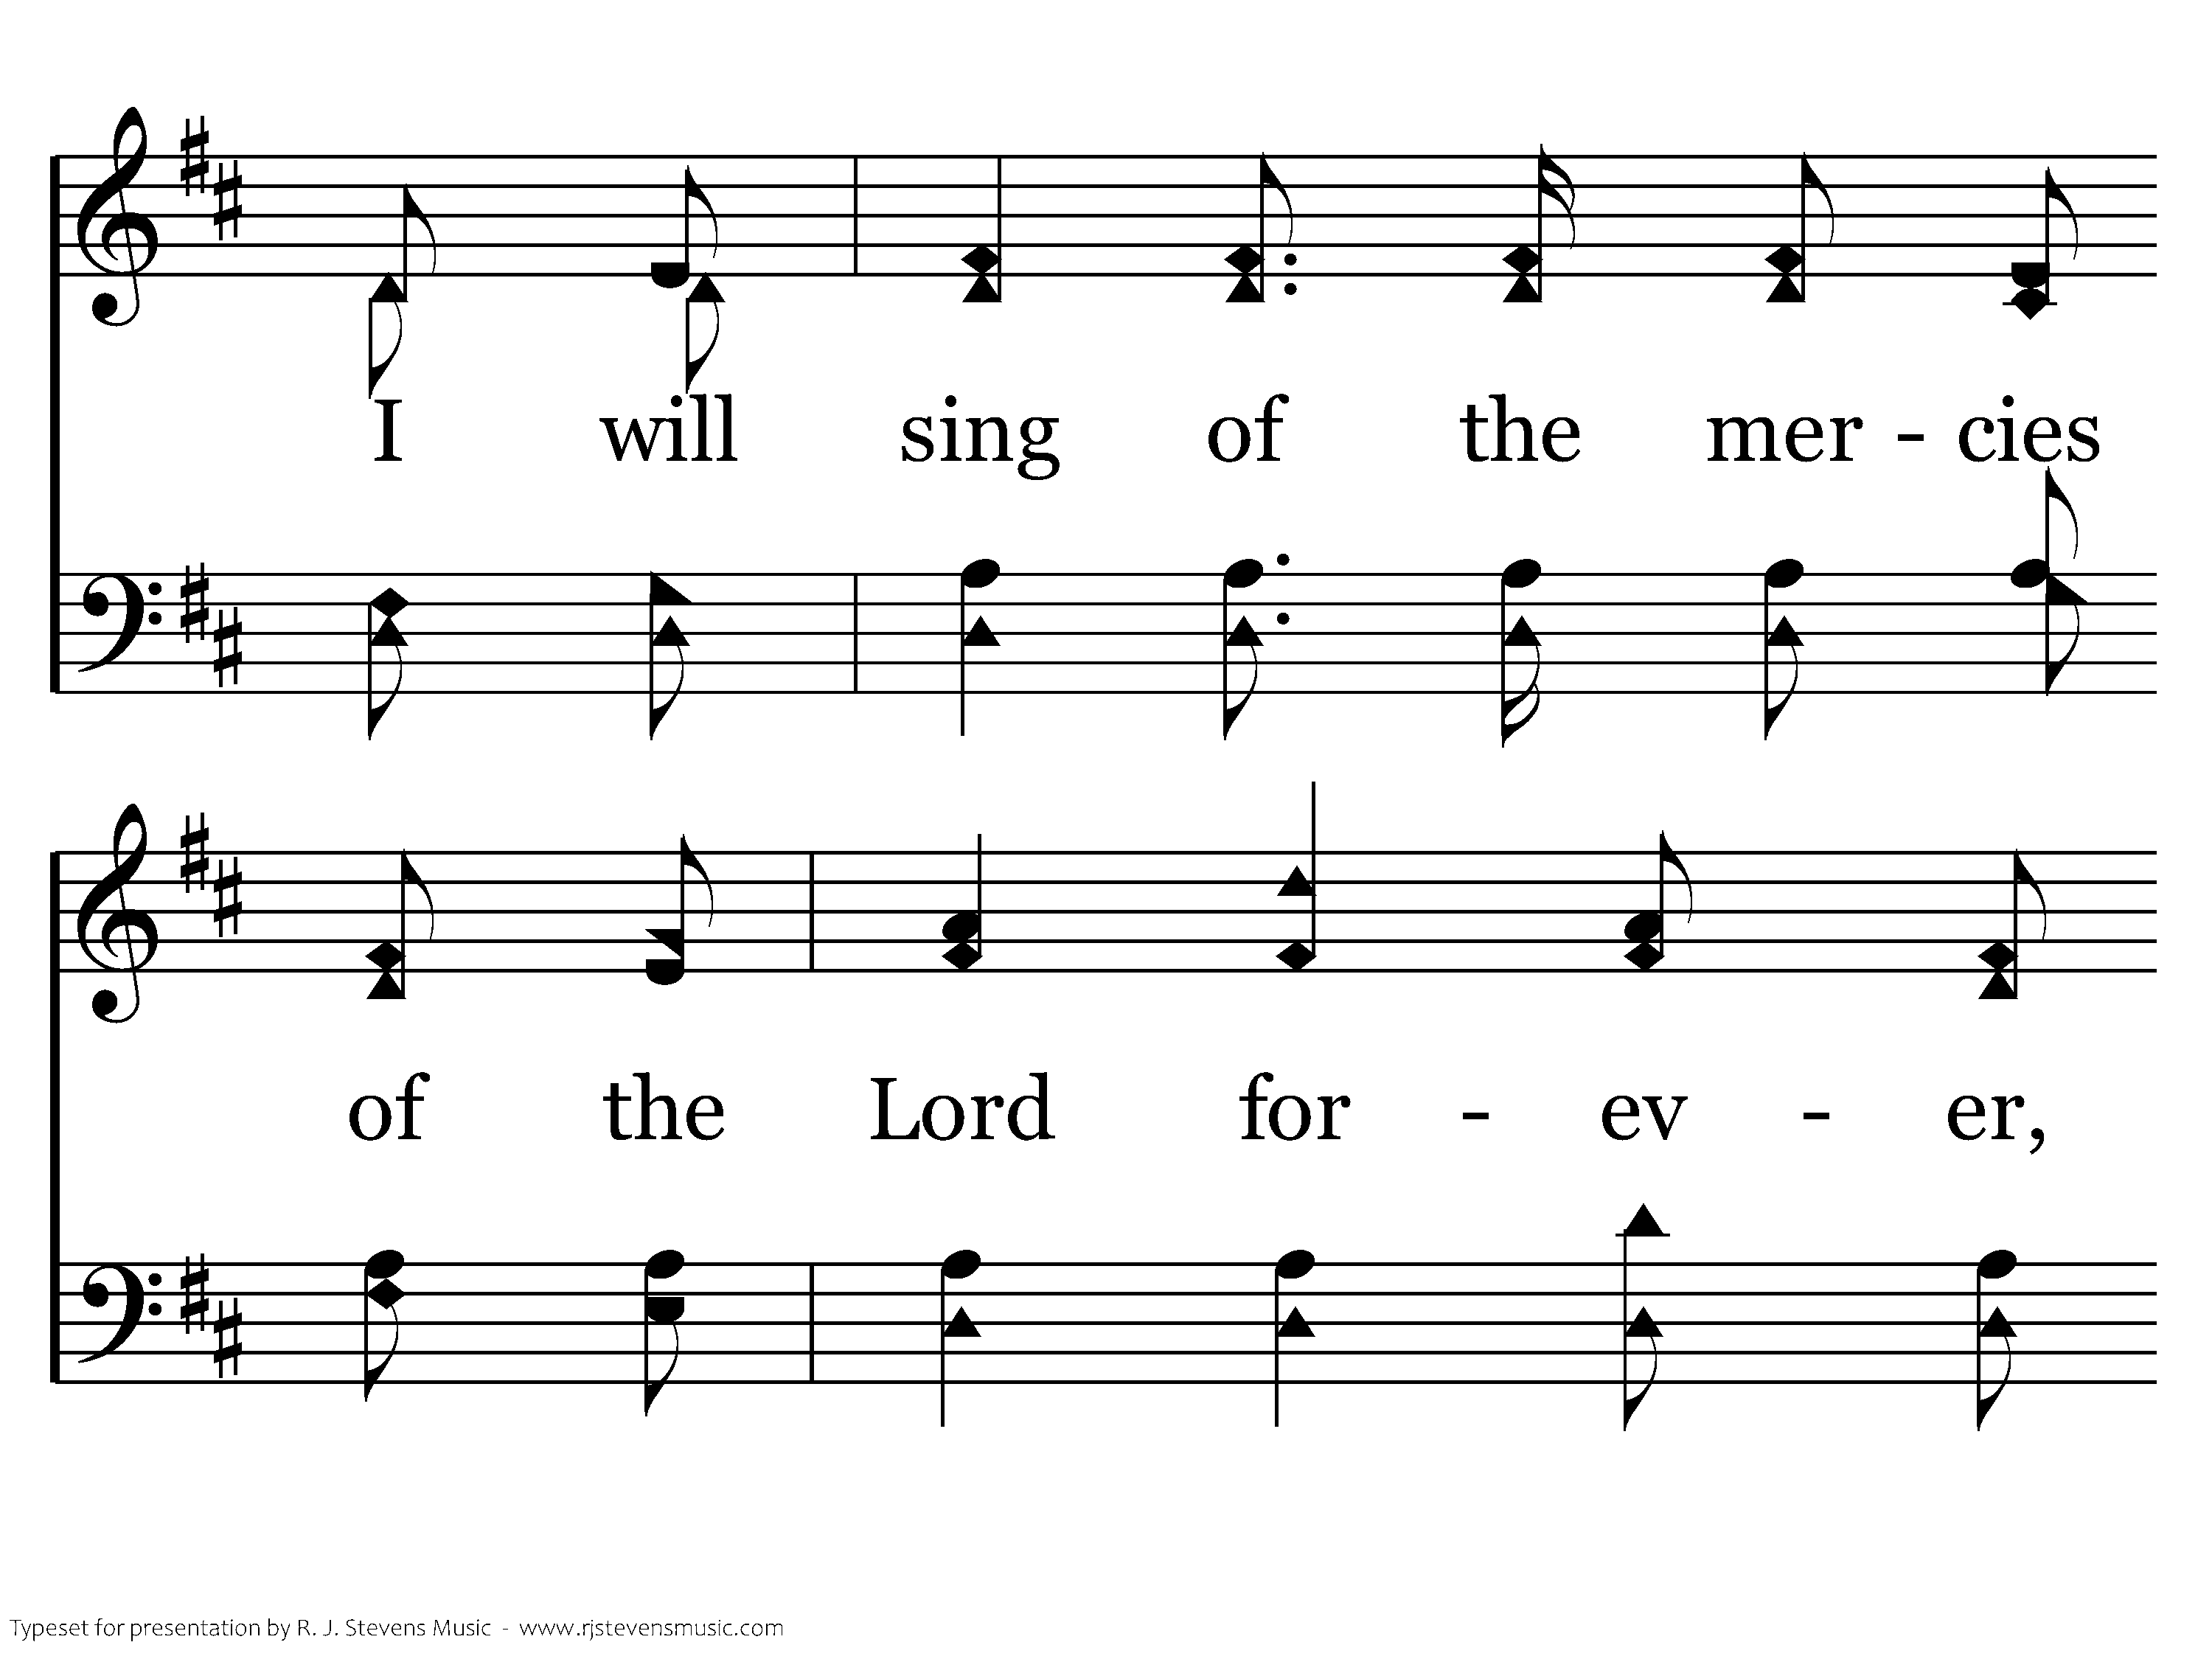 I will sing of the mer - cies
of the Lord for - ev - er,
Typeset for presentation by R. J. Stevens Music - www.rjstevensmusic.com